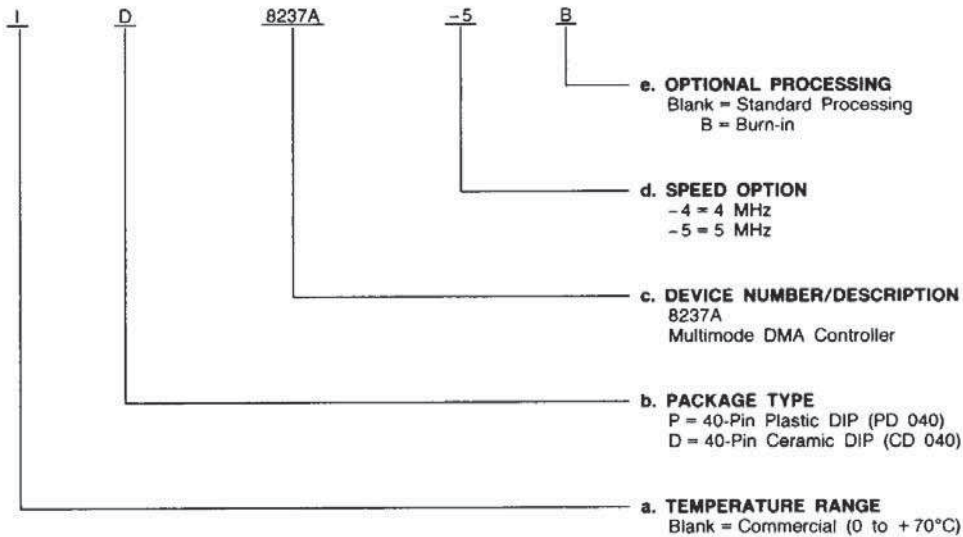 I D 8237A -5 B
e. OPTIONAL PROCESSING
Blank = Standard Processing
B = Burn-in
d. SPEED OPTION
-4 = 4 MHz
-5 = 5 MHz
c. DEVICE NUMBER/DESCRIPTION
8237A
Multimode DMA Controller
b. PACKAGE TYPE
P = 40-Pin Plastic DIP (PD 040)
D = 40-Pin Ceramic DIP (CD 040)
a. TEMPERATURE RANGE
Blank = Commercial (0 to +70°C)